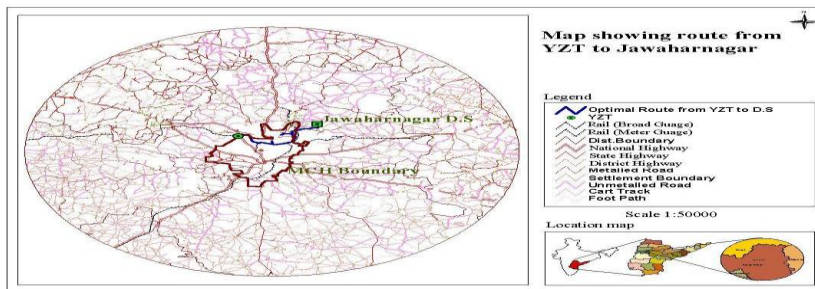 Map showing route from
YZT to Jawaharnagar
Jawaharnagar D.S
MCH Boundary
Legend
Optimal Route from YZT to D.S
YZT
Rail (Broad Guage)
Rail (Meter Guage)
Dist.Boundary
National Highway
State Highway
District Highway
Metalled Road
Settlement Boundary
Unmetalled Road
Cart Track
Foot Path
Scale 1:50000
Location map